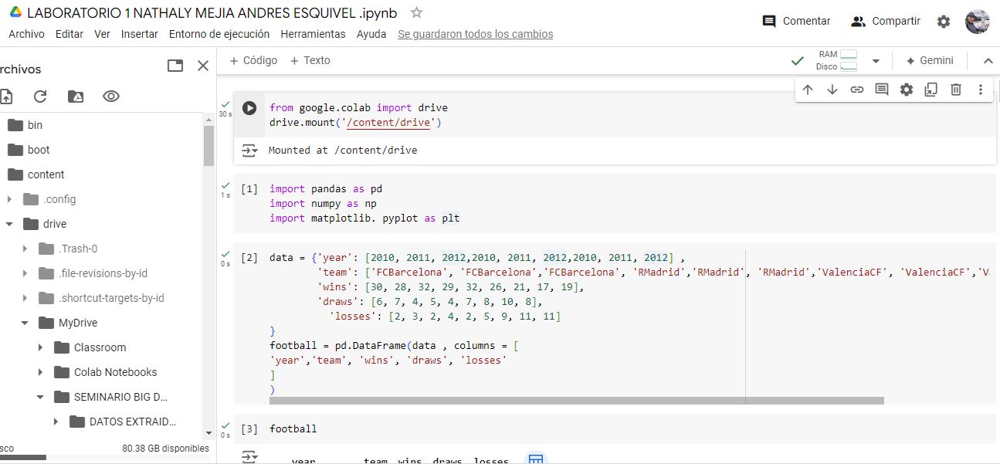 LABORATORIO 1 NATHALY MEJIA ANDRES ESQUIVEL .ipynb
Archivo Editar Ver Insertar Entorno de ejecución Herramientas Ayuda Se guardaron todos los cambios
Comentar Compartir
rchivos
+ Código + Texto
RAM
Disco
Gemini
bin
boot
content
.config
drive
.Trash-0
.file-revisions-by-id
.shortcut-targets-by-id
MyDrive
Classroom
Colab Notebooks
SEMINARIO BIG D...
DATOS EXTRAID...
sco 80.38 GB disponibles
30 s
from google.colab import drive
drive.mount('/content/drive')
Mounted at /content/drive
1 s
[1] import pandas as pd
import numpy as np
import matplotlib. pyplot as plt
0 s
[2] data = {'year': [2010, 2011, 2012,2010, 2011, 2012,2010, 2011, 2012] ,
'team': ['FCBarcelona', 'FCBarcelona','FCBarcelona', 'RMadrid','RMadrid', 'RMadrid','ValenciaCF', 'ValenciaCF','V
'wins': [30, 28, 32, 29, 32, 26, 21, 17, 19],
'draws': [6, 7, 4, 5, 4, 7, 8, 10, 8],
'losses': [2, 3, 2, 4, 2, 5, 9, 11, 11]
}
football = pd.DataFrame(data , columns = [
'year','team', 'wins', 'draws', 'losses'
]
)
0 s
[3] football
year team wins draws losses